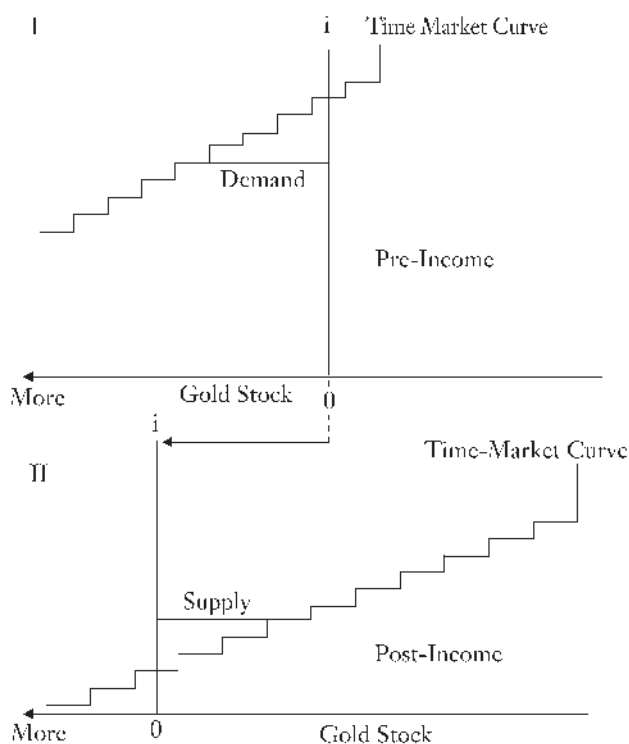 I
i
Time Market Curve
Demand
Pre-Income
More
Gold Stock
0
i
II
Time-Market Curve
Supply
Post-Income
More
0
Gold Stock